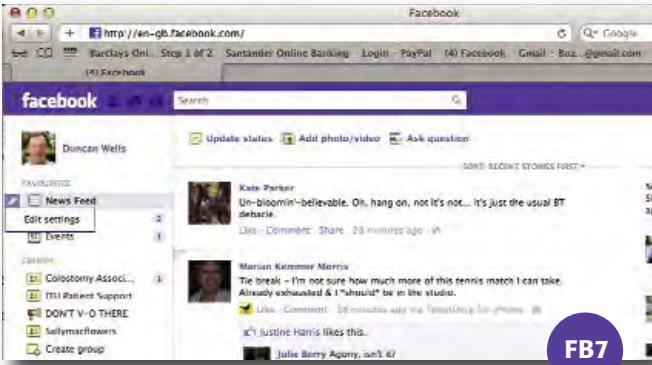 Facebook
http://en-gb.facebook.com/
Google
Barclays Onl... Step 1 of 2 Santander Online Banking Login - PayPal (4) Facebook Gmail - Buz...@gmail.com
(4) Facebook
facebook
Search
Duncan Wells
Update status Add photo/video Ask question
SORT: RECENT STORIES FIRST
FAVOURITES
News Feed
Edit settings
2
Events
1
Kate Parker
Un-bloomin'-believable. Oh, hang on, not it's not... it's just the usual BT
debacle.
Like · Comment · Share · 28 minutes ago
Colostomy Associ... 1
ITU Patient Support
DON'T V-O THERE
Sallymacflowers
Create group
Marian Kemmer Morris
Tie break - I'm not sure how much more of this tennis match I can take.
Already exhausted & I *should* be in the studio.
Like · Comment ·
Justine Harris likes this.
Julie Berry Agony, isn't it?
FB7